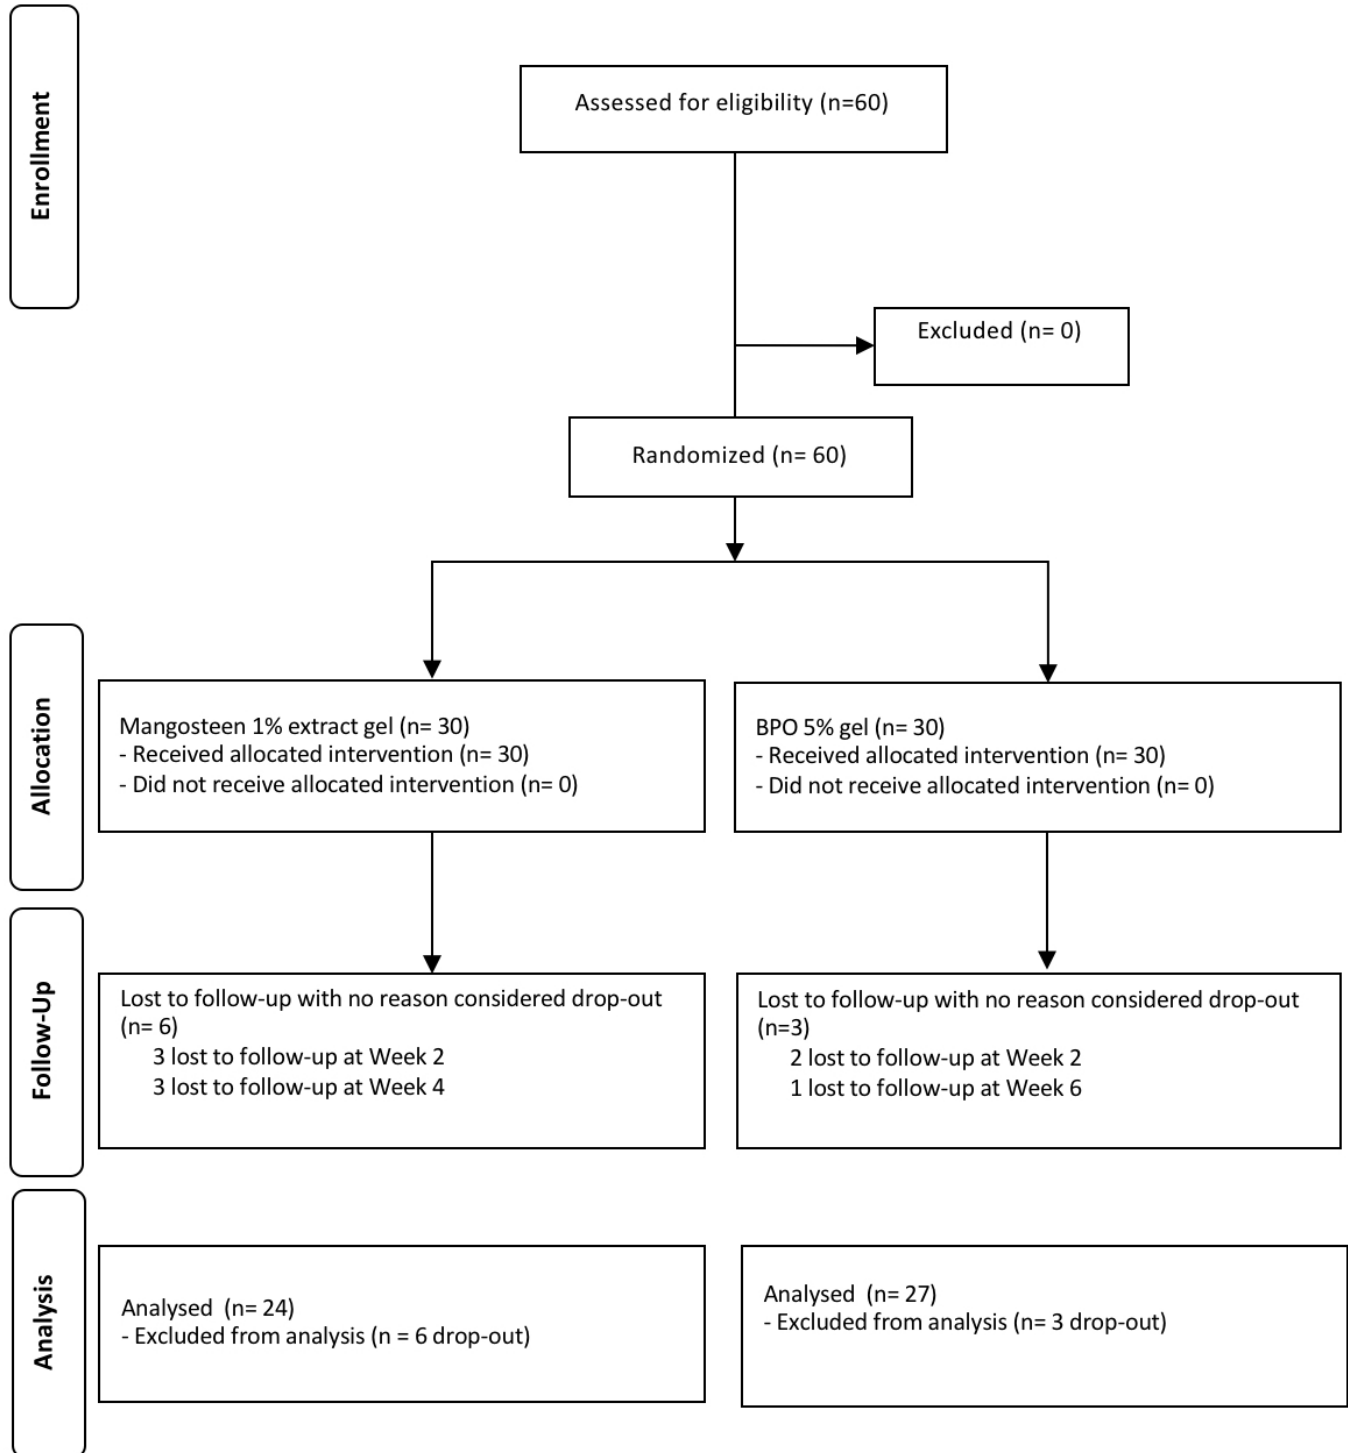 Enrollment
Assessed for eligibility (n=60)
Excluded (n= 0)
Randomized (n= 60)
Allocation
Mangosteen 1% extract gel (n= 30)
- Received allocated intervention (n= 30)
- Did not receive allocated intervention (n= 0)
BPO 5% gel (n= 30)
- Received allocated intervention (n= 30)
- Did not receive allocated intervention (n= 0)
Follow-Up
Lost to follow-up with no reason considered drop-out
(n= 6)
3 lost to follow-up at Week 2
3 lost to follow-up at Week 4
Lost to follow-up with no reason considered drop-out
(n=3)
2 lost to follow-up at Week 2
1 lost to follow-up at Week 6
Analysis
Analysed (n= 24)
- Excluded from analysis (n = 6 drop-out)
Analysed (n= 27)
- Excluded from analysis (n= 3 drop-out)